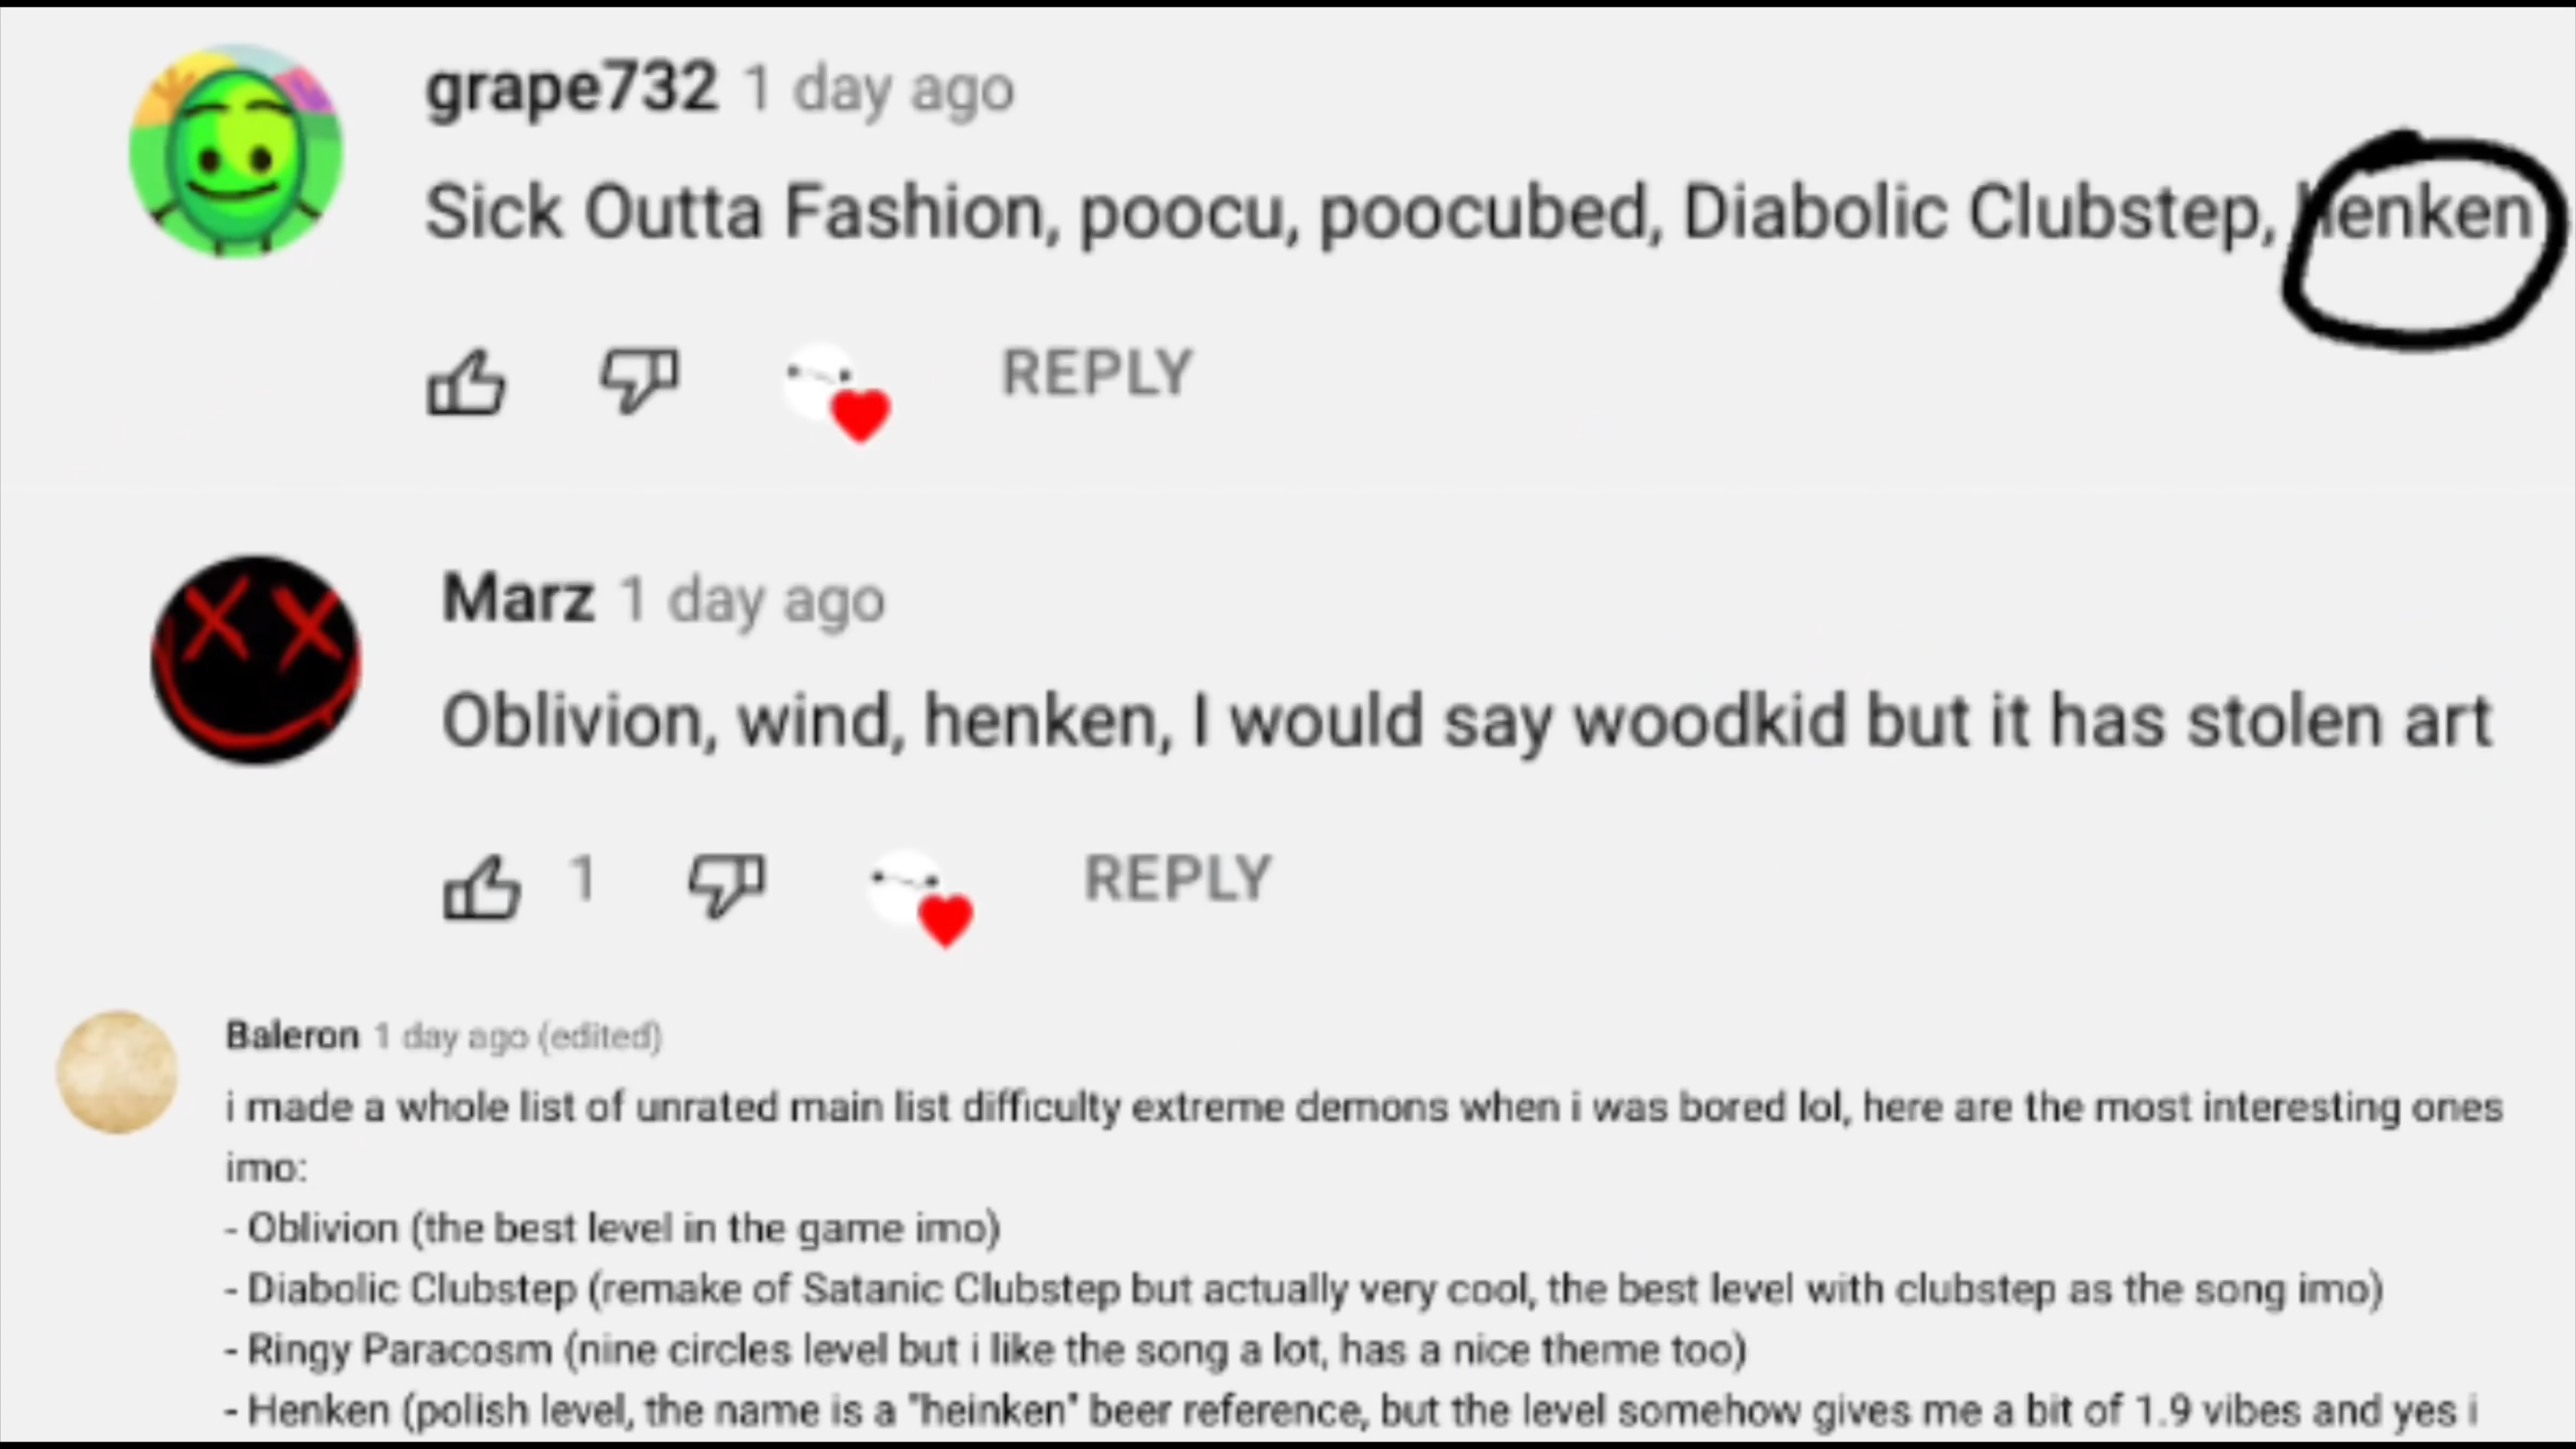 grape732 1 day ago
Sick Outta Fashion, poocu, poocubed, Diabolic Clubstep, henken
REPLY
Marz 1 day ago
Oblivion, wind, henken, I would say woodkid but it has stolen art
1 REPLY
Baleron 1 day ago (edited)
i made a whole list of unrated main list difficulty extreme demons when i was bored lol, here are the most interesting ones
imo:
- Oblivion (the best level in the game imo)
- Diabolic Clubstep (remake of Satanic Clubstep but actually very cool, the best level with clubstep as the song imo)
- Ringy Paracosm (nine circles level but i like the song a lot, has a nice theme too)
- Henken (polish level, the name is a "heinken" beer reference, but the level somehow gives me a bit of 1.9 vibes and yes i